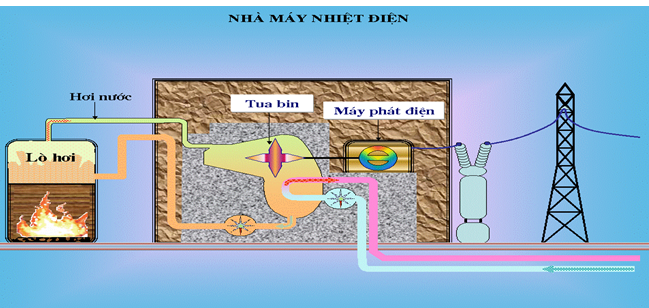 NHÀ MÁY NHIỆT ĐIỆN
Hơi nước
Tua bin
Máy phát điện
Lò hơi